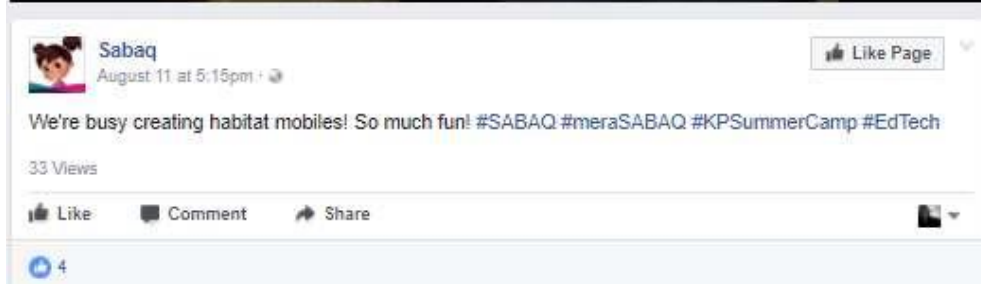 Sabaq
Like Page
August 11 at 5:15pm ·
We're busy creating habitat mobiles! So much fun! #SABAQ #meraSABAQ #KPSummerCamp #EdTech
33 Views
Like Comment Share
4